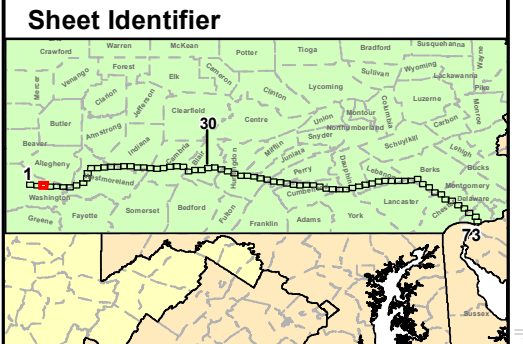 Sheet Identifier
Warren McKean Susquehanna
Crawford Potter Tioga Bradford Wayne
Forest Sullivan Wyoming
Mercer Venango Elk Cameron Lackawanna
Clarion Clinton Lycoming Pike
Jefferson Luzerne Monroe
Clearfield Columbia
Butler Centre Montour Carbon
Armstrong 30 Union Northumberland
Beaver Indiana Snyder Schuylkill
Mifflin Lehigh
Allegheny Cambria Blair Juniata
1 Huntingdon Perry Dauphin Lebanon Berks Bucks
Westmoreland Montgomery
Washington Delaware
Somerset Bedford Lancaster
Greene Fayette Fulton Franklin Adams York
73
Sussex